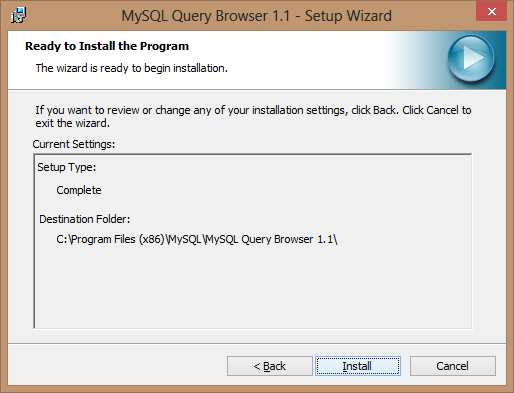 MySQL Query Browser 1.1 - Setup Wizard
Ready to Install the Program
The wizard is ready to begin installation.
If you want to review or change any of your installation settings, click Back. Click Cancel to
exit the wizard.
Current Settings:
Setup Type:
Complete
Destination Folder:
C:\Program Files (x86)\MySQL\MySQL Query Browser 1.1\
< Back
Install
Cancel